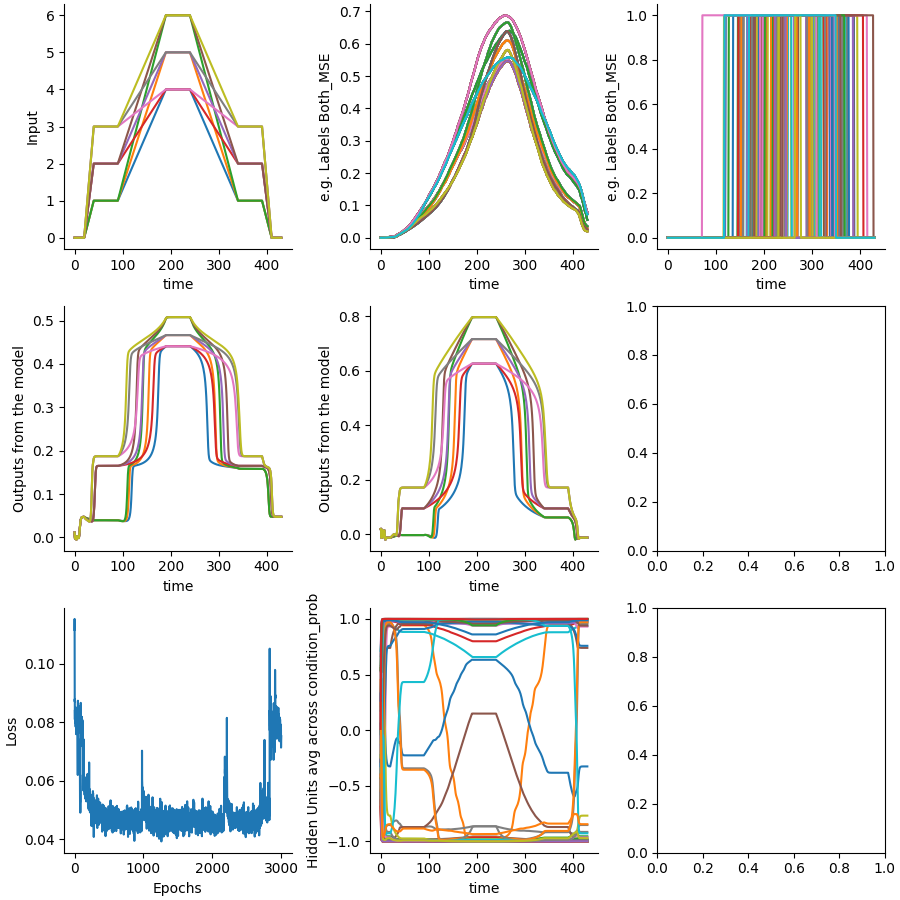 6
5
4
3
2
1
0
Input
0 100 200 300 400
time
0.7
0.6
0.5
0.4
0.3
0.2
0.1
0.0
e.g. Labels Both_MSE
0 100 200 300 400
time
1.0
0.8
0.6
0.4
0.2
0.0
e.g. Labels Both_MSE
0 100 200 300 400
time
0.5
0.4
0.3
0.2
0.1
0.0
Outputs from the model
0 100 200 300 400
time
0.8
0.6
0.4
0.2
0.0
Outputs from the model
0 100 200 300 400
time
1.0
0.8
0.6
0.4
0.2
0.0
0.0 0.2 0.4 0.6 0.8 1.0
0.10
0.08
0.06
0.04
Loss
0 1000 2000 3000
Epochs
1.0
0.5
0.0
−0.5
−1.0
Hidden Units avg across condition_prob
0 100 200 300 400
time
1.0
0.8
0.6
0.4
0.2
0.0
0.0 0.2 0.4 0.6 0.8 1.0